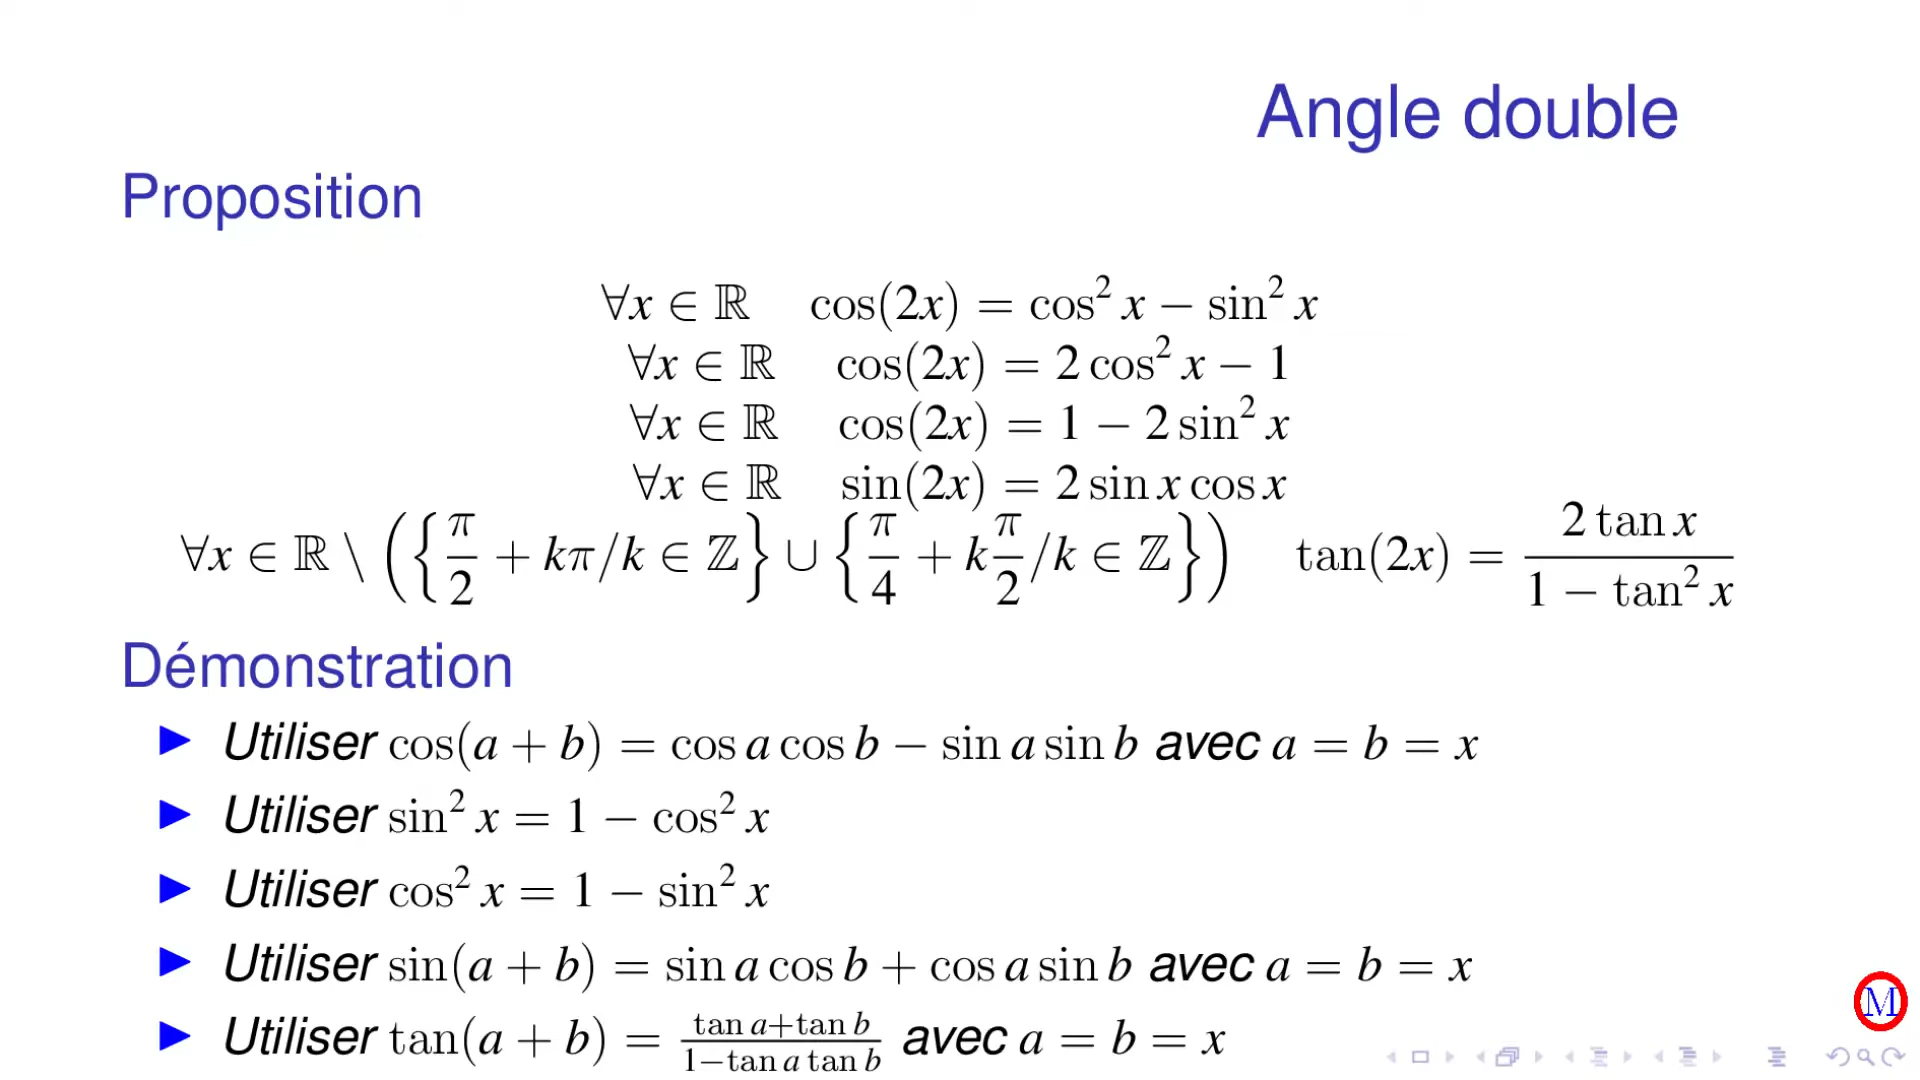 Angle double
Proposition
∀x ∈ ℝ cos(2x) = cos² x − sin² x
∀x ∈ ℝ cos(2x) = 2 cos² x − 1
∀x ∈ ℝ cos(2x) = 1 − 2 sin² x
∀x ∈ ℝ sin(2x) = 2 sin x cos x
∀x ∈ ℝ \ ({π/2 + kπ/k ∈ ℤ} ∪ {π/4 + kπ/2/k ∈ ℤ}) tan(2x) = (2 tan x)/(1 − tan² x)
Démonstration
▶ Utiliser cos(a + b) = cos a cos b − sin a sin b avec a = b = x
▶ Utiliser sin² x = 1 − cos² x
▶ Utiliser cos² x = 1 − sin² x
▶ Utiliser sin(a + b) = sin a cos b + cos a sin b avec a = b = x
▶ Utiliser tan(a + b) = (tan a+tan b)/(1−tan a tan b) avec a = b = x
M